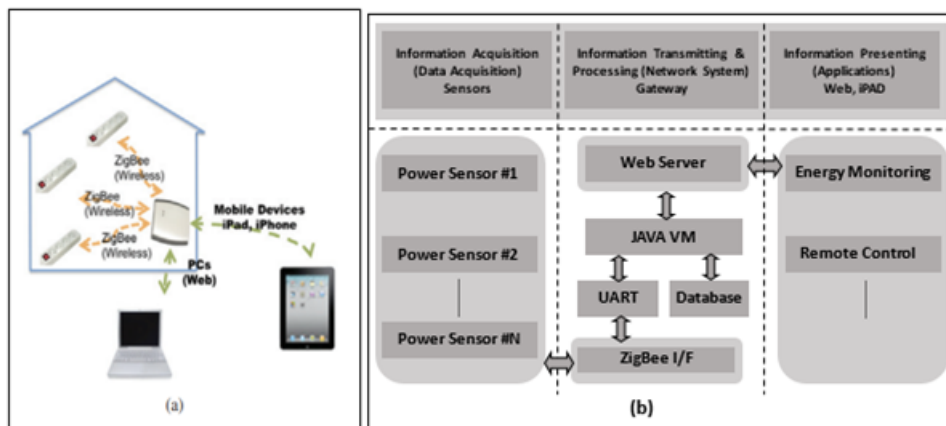 ZigBee
(Wireless)
ZigBee
(Wireless)
ZigBee
(Wireless)
Mobile Devices
iPad, iPhone
PCs
(Web)
(a)
Information Acquisition
(Data Acquisition)
Sensors
Information Transmitting &
Processing (Network System)
Gateway
Information Presenting
(Applications)
Web, iPAD
Power Sensor #1
Power Sensor #2
Power Sensor #N
Web Server
JAVA VM
UART
Database
ZigBee I/F
Energy Monitoring
Remote Control
(b)